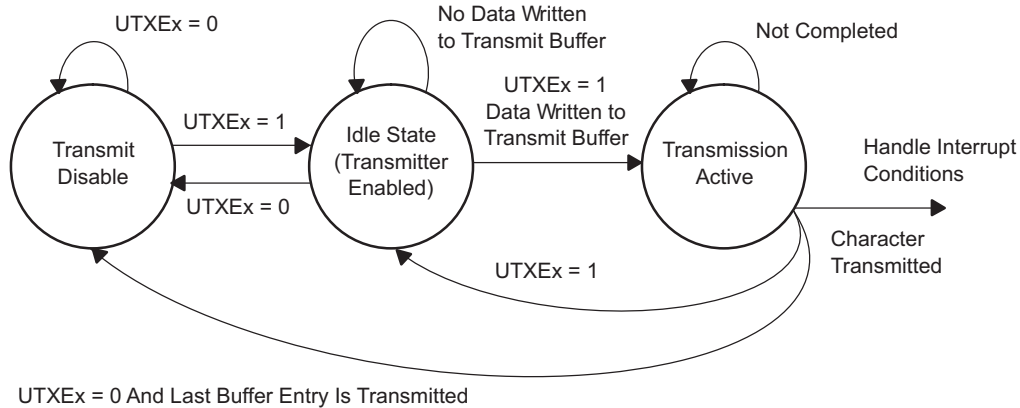 UTXEx = 0
No Data Written
to Transmit Buffer
Not Completed
UTXEx = 1
Data Written to
Transmit Buffer
UTXEx = 1
Transmit
Disable
Idle State
(Transmitter
Enabled)
Transmission
Active
Handle Interrupt
Conditions
UTXEx = 0
Character
Transmitted
UTXEx = 1
UTXEx = 0 And Last Buffer Entry Is Transmitted